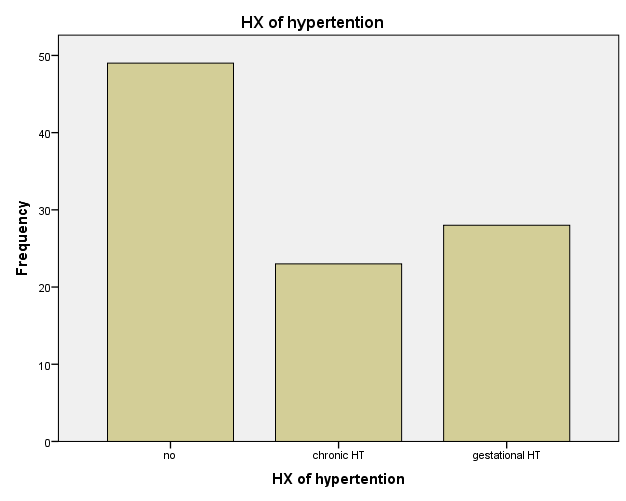 HX of hypertention
50
40
30
20
10
0
Frequency
no
chronic HT
gestational HT
HX of hypertention